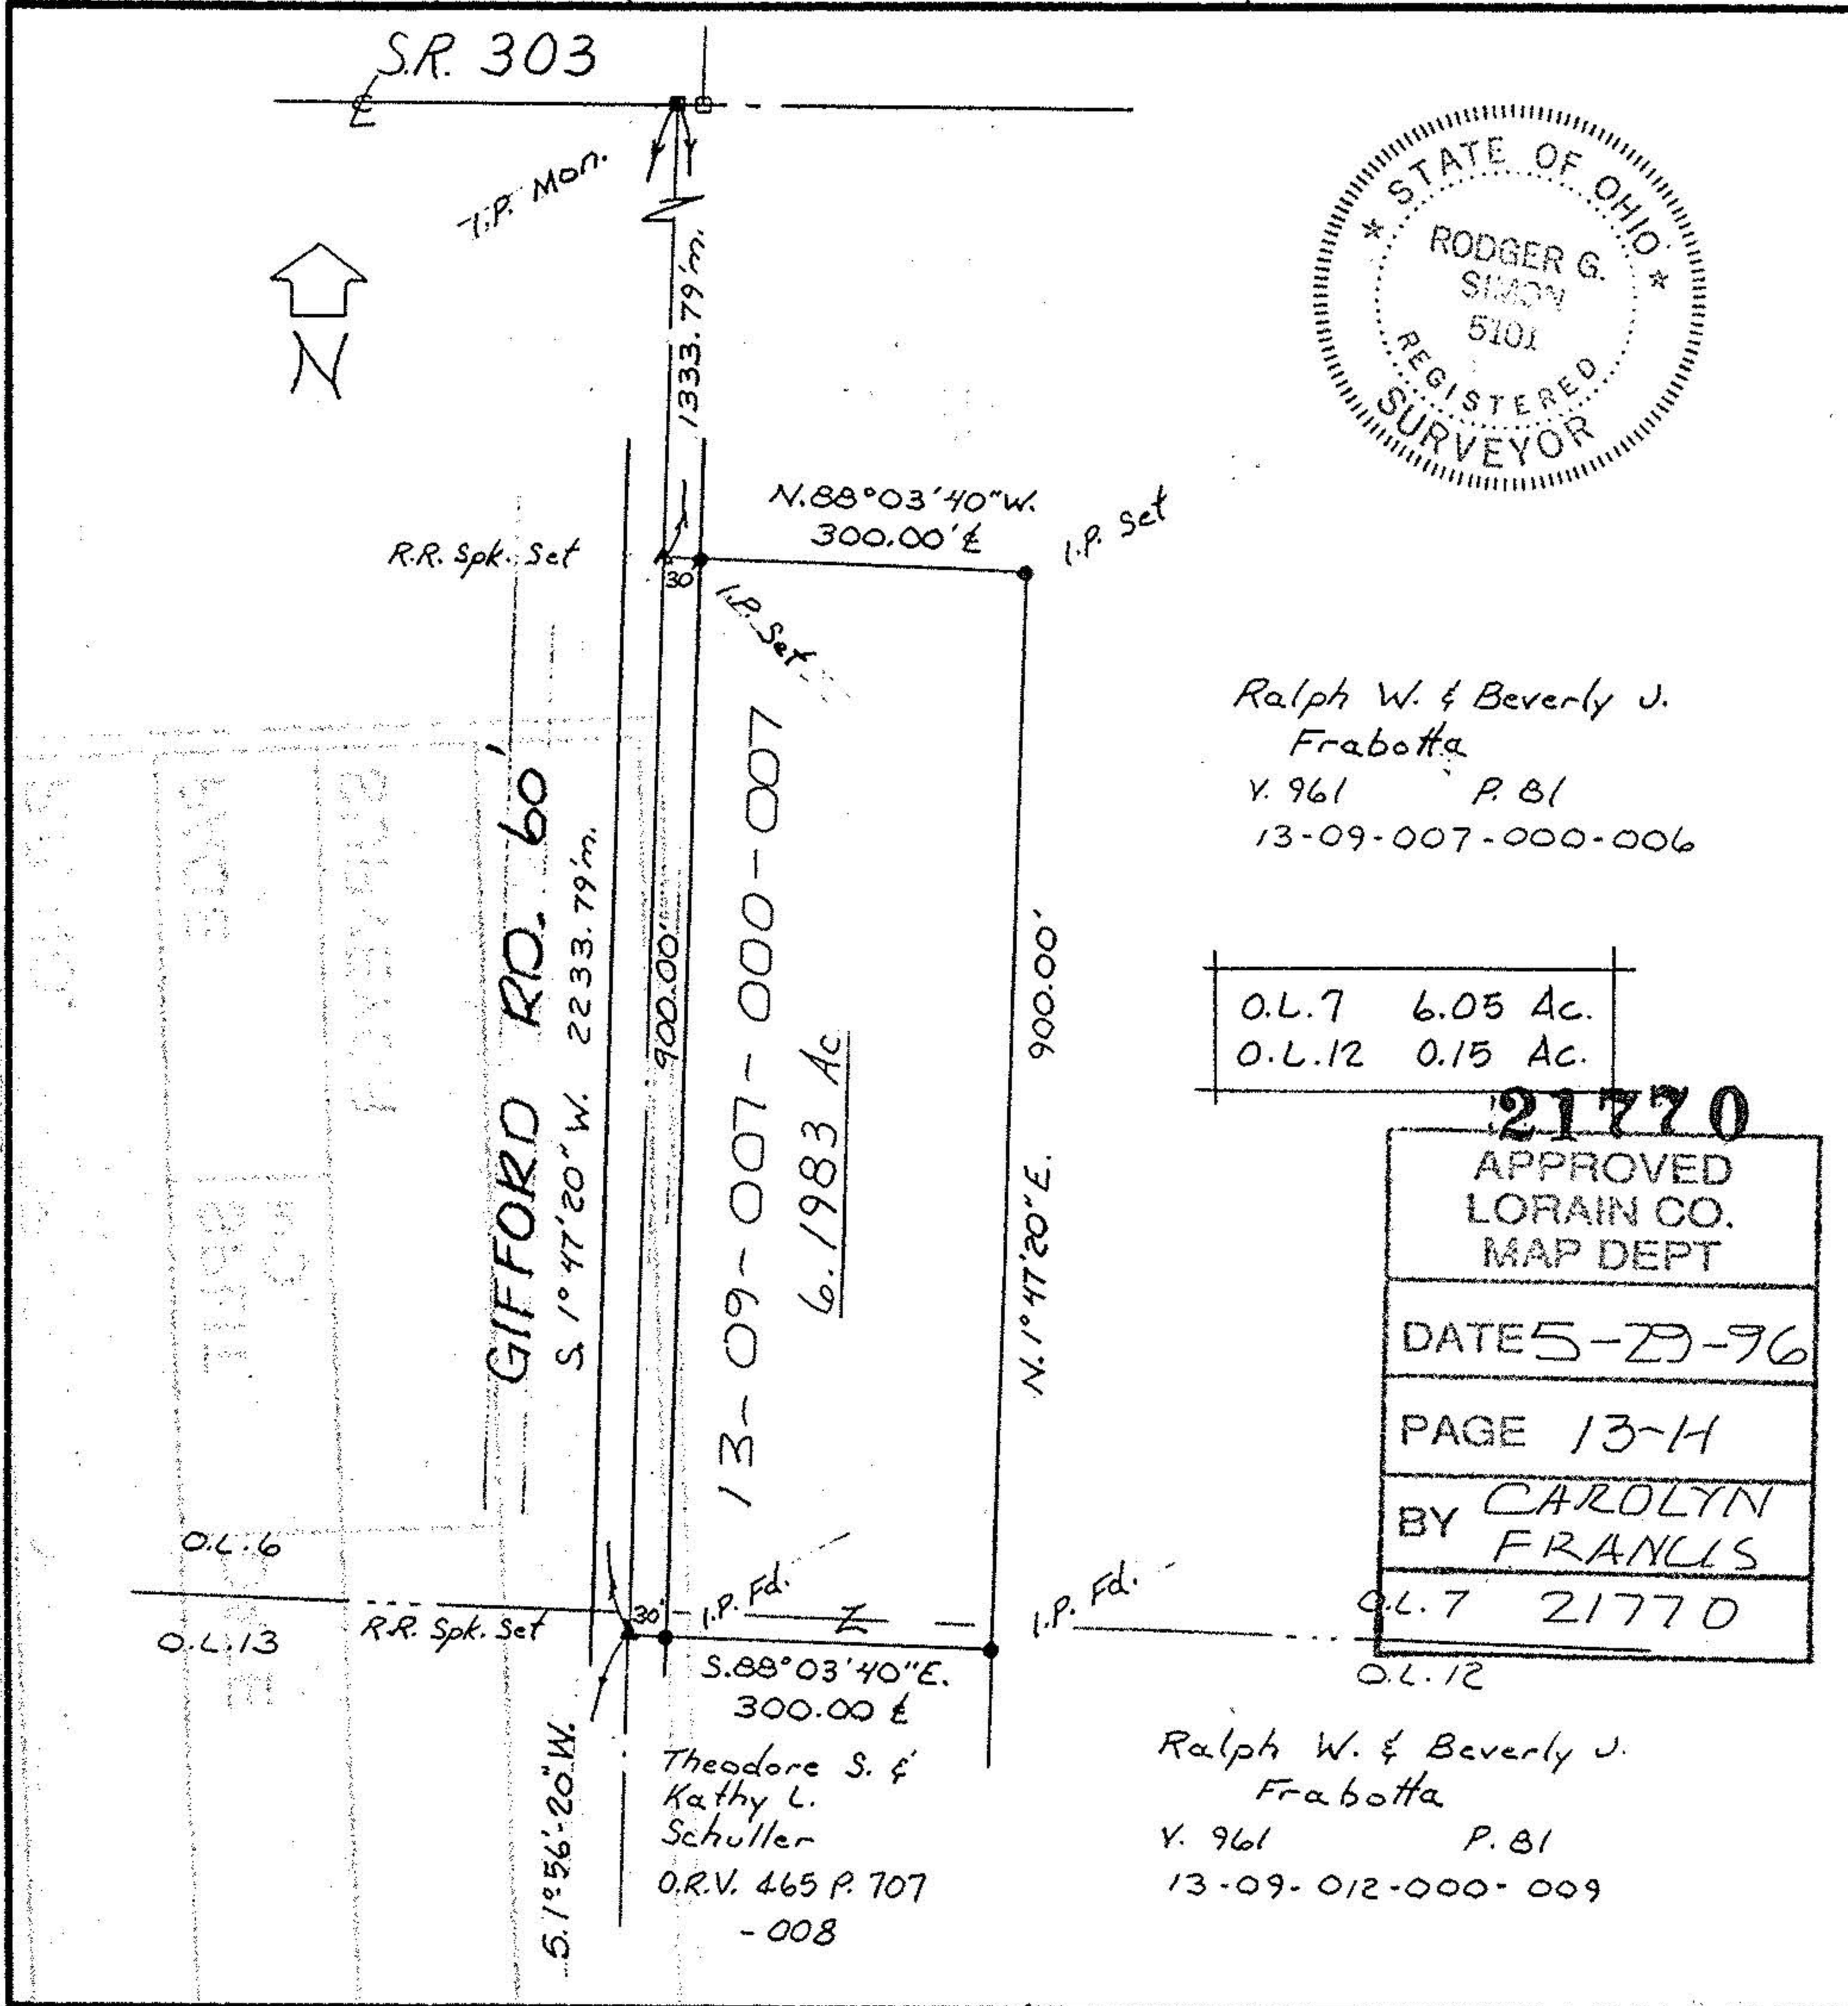 S.R. 303
℄
T.P. Mon.
N
1333.79'm.
STATE OF OHIO
RODGER G.
SIMON
5101
REGISTERED
SURVEYOR
N.88°03'40"W.
300.00'℄
I.P. Set
R.R. Spk. Set
30
I.P. Set
Ralph W. & Beverly J.
Frabotta
V. 961 P. 81
13-09-007-000-006
GIFFORD RD. 60'
S. 1°47'20" W. 2233.79'm.
900.00'
13-09-007-000-007
6.1983 Ac
N. 1°47'20"E. 900.00'
O.L.7 6.05 Ac.
O.L.12 0.15 Ac.
21770
APPROVED
LORAIN CO.
MAP DEPT
DATE 5-29-96
PAGE 13-H
BY CAROLYN
FRANCIS
O.L.7 21770
O.L.6
O.L.13
R.R. Spk. Set
30'
I.P. Fd.
Z
I.P. Fd.
O.L.12
S.88°03'40"E.
300.00 ℄
S.1°56'-20"W.
Theodore S. &
Kathy L.
Schuller
O.R.V. 465 P. 707
-008
Ralph W. & Beverly J.
Frabotta
V. 961 P. 81
13-09-012-000-009